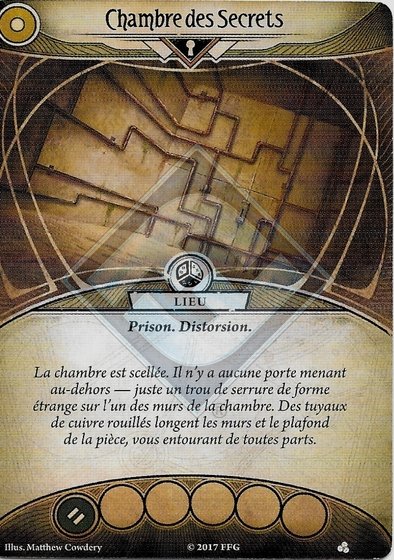 Chambre des Secrets
LIEU
Prison. Distorsion.
La chambre est scellée. Il n'y a aucune porte menant
au-dehors — juste un trou de serrure de forme
étrange sur l'un des murs de la chambre. Des tuyaux
de cuivre rouillés longent les murs et le plafond
de la pièce, vous entourant de toutes parts.
Illus. Matthew Cowdery
© 2017 FFG